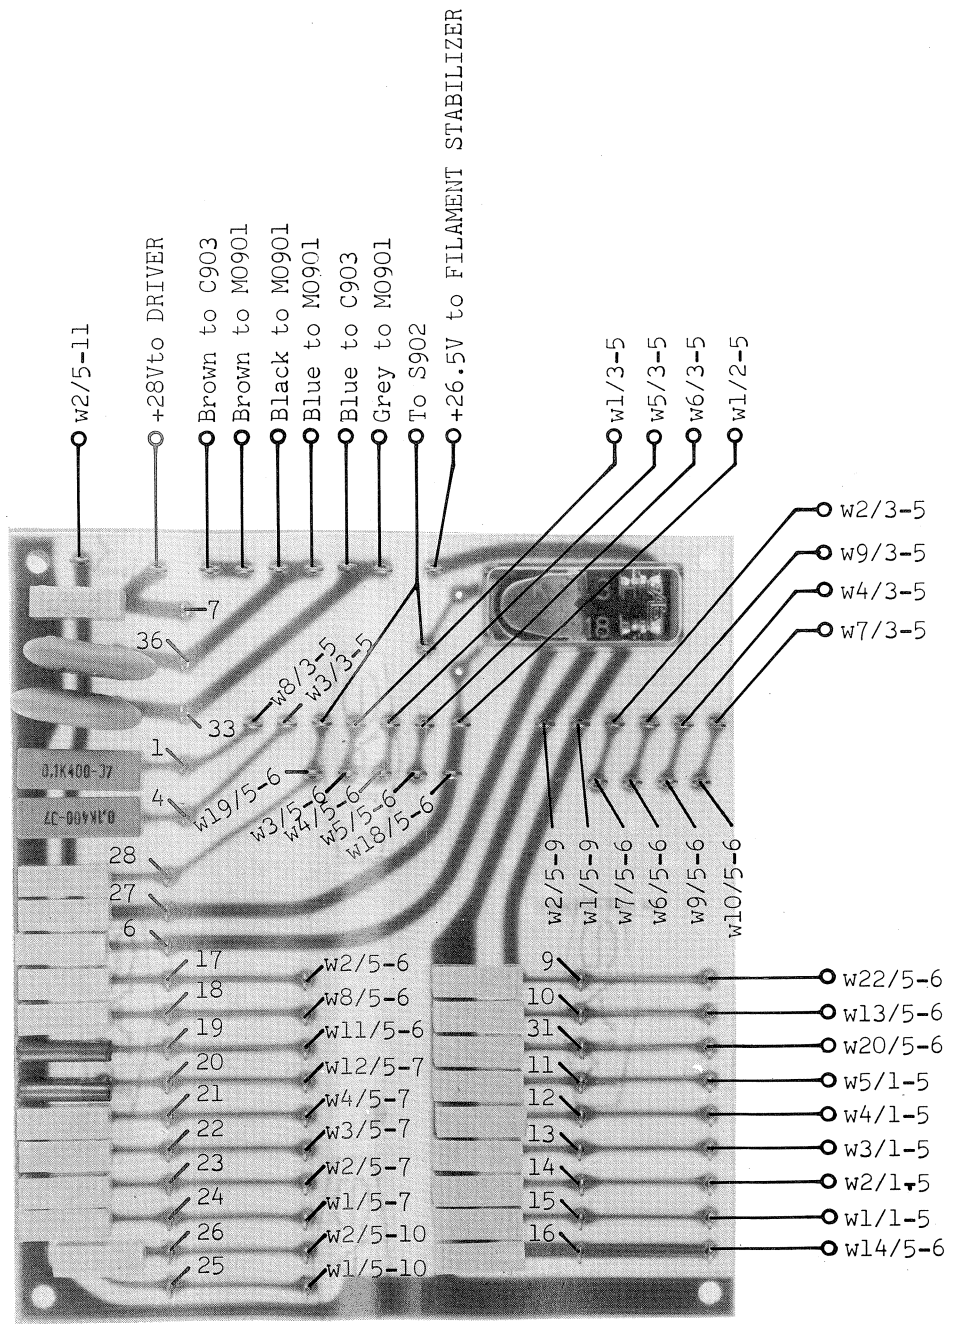 w2/5-11
+28Vto DRIVER
Brown to C903
Brown to MO901
Black to MO901
Blue to MO901
Blue to C903
Grey to MO901
To S902
+26.5V to FILAMENT STABILIZER
w1/3-5
w5/3-5
w6/3-5
w1/2-5
w2/3-5
w9/3-5
w4/3-5
w7/3-5
7
36
33
w8/3-5
w3/3-5
1
4
0,1K400-37
0,1K400-37
w19/5-6
w3/5-6
w4/5-6
w5/5-6
w18/5-6
w2/5-9
w1/5-9
w7/5-6
w6/5-6
w9/5-6
w10/5-6
28
27
6
17
w2/5-6
18
w8/5-6
19
w11/5-6
20
w12/5-7
21
w4/5-7
22
w3/5-7
23
w2/5-7
24
w1/5-7
26
w2/5-10
25
w1/5-10
9
w22/5-6
10
w13/5-6
31
w20/5-6
11
w5/1-5
12
w4/1-5
13
w3/1-5
14
w2/1-5
15
w1/1-5
16
w14/5-6